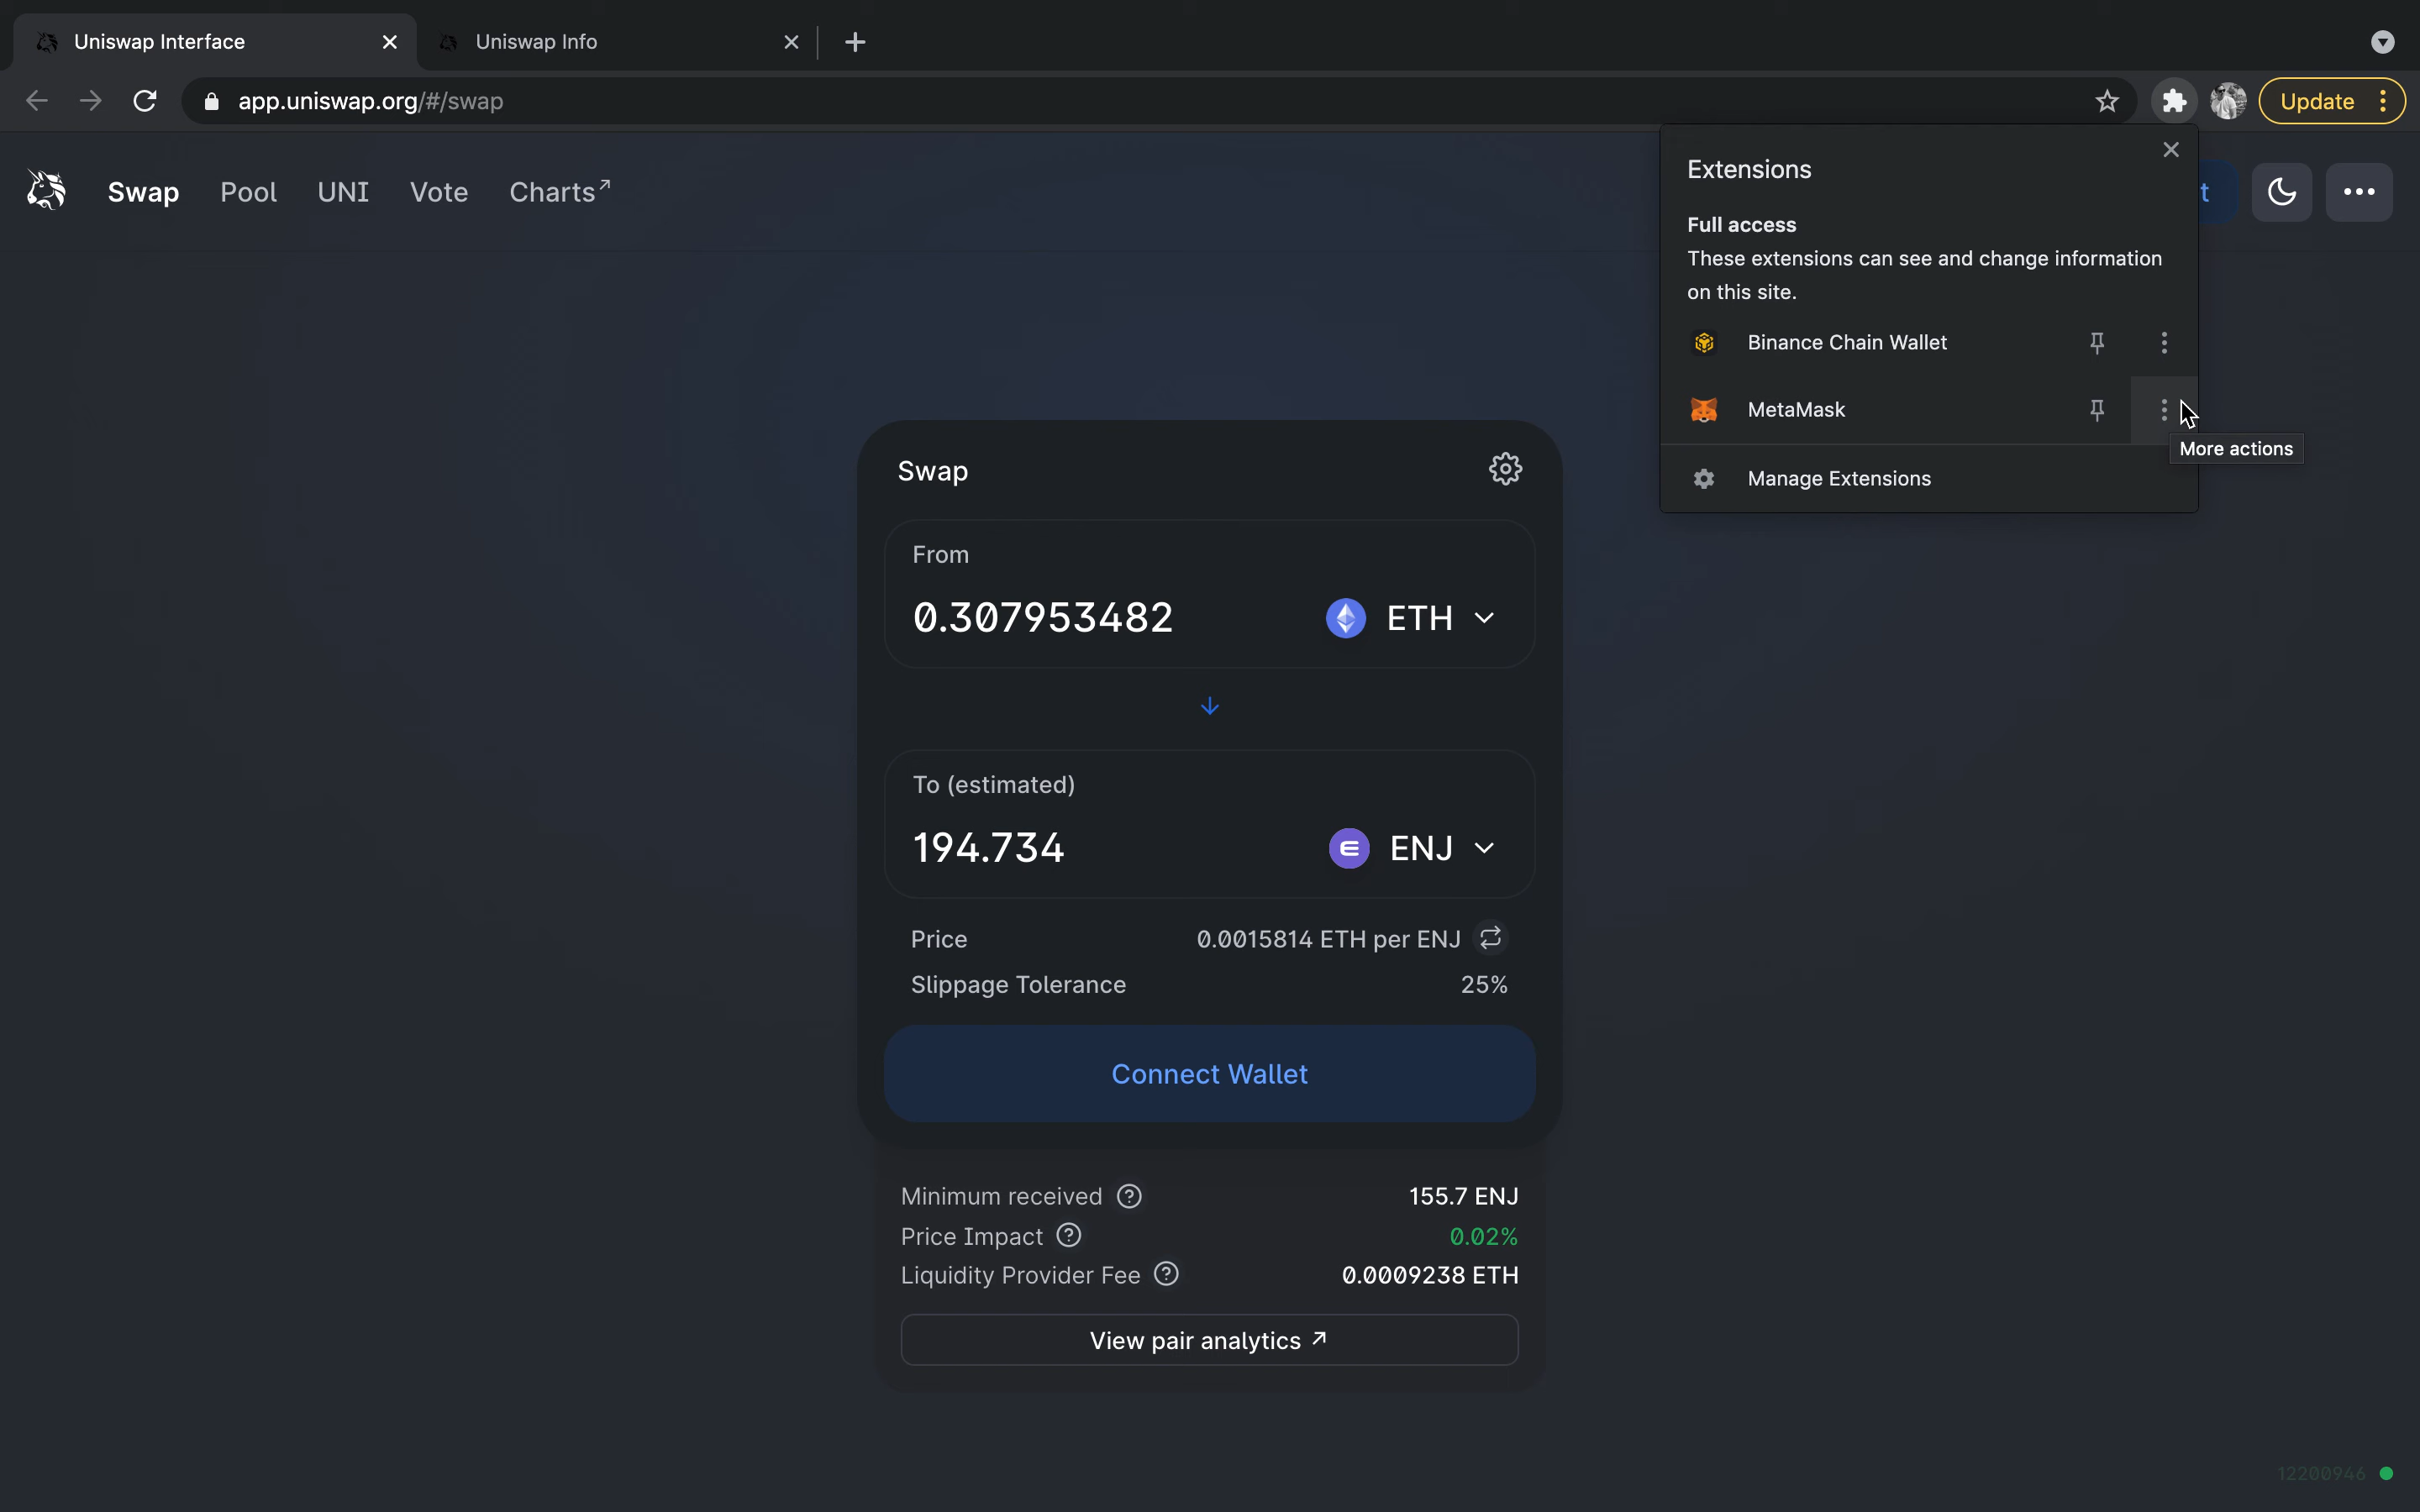 Uniswap Interface
Uniswap Info
app.uniswap.org/#/swap
Update
Swap Pool UNI Vote Charts↗
t
Extensions
Full access
These extensions can see and change information
on this site.
Binance Chain Wallet
MetaMask
More actions
Manage Extensions
Swap
From
0.307953482 ETH
To (estimated)
194.734 ENJ
Price 0.0015814 ETH per ENJ
Slippage Tolerance 25%
Connect Wallet
Minimum received ? 155.7 ENJ
Price Impact ? 0.02%
Liquidity Provider Fee ? 0.0009238 ETH
View pair analytics ↗
12200946